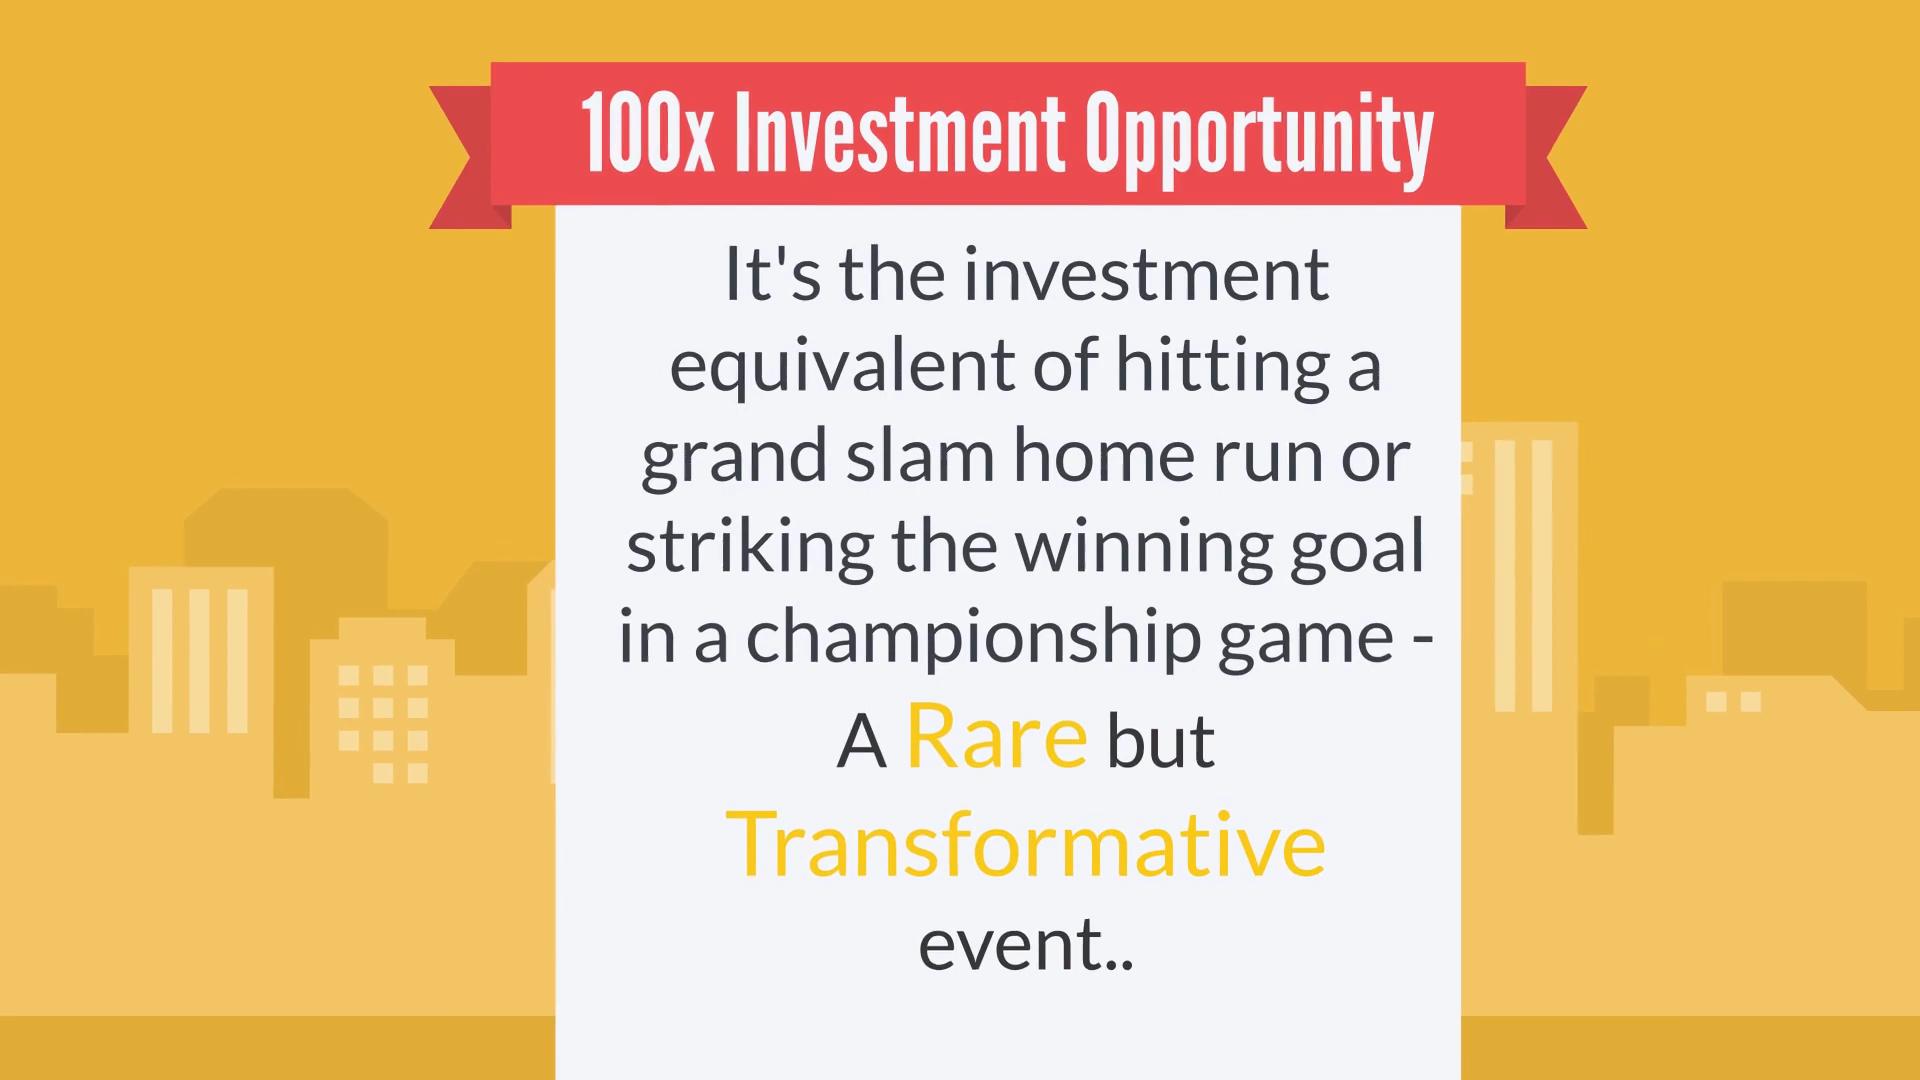 100x Investment Opportunity
It's the investment
equivalent of hitting a
grand slam home run or
striking the winning goal
in a championship game -
A Rare but
Transformative
event..